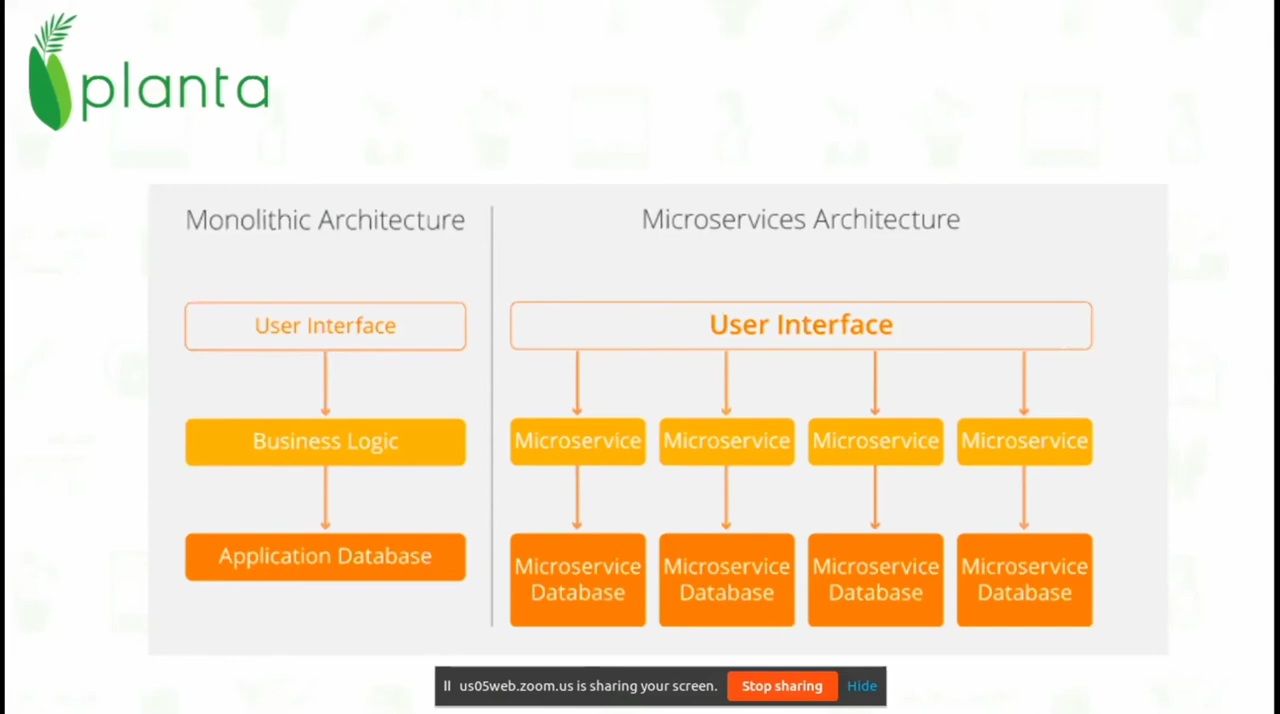 planta
Monolithic Architecture
User Interface
Business Logic
Application Database
Microservices Architecture
User Interface
Microservice Microservice Microservice Microservice
Microservice Microservice Microservice Microservice
Database Database Database Database
us05web.zoom.us is sharing your screen. Stop sharing Hide